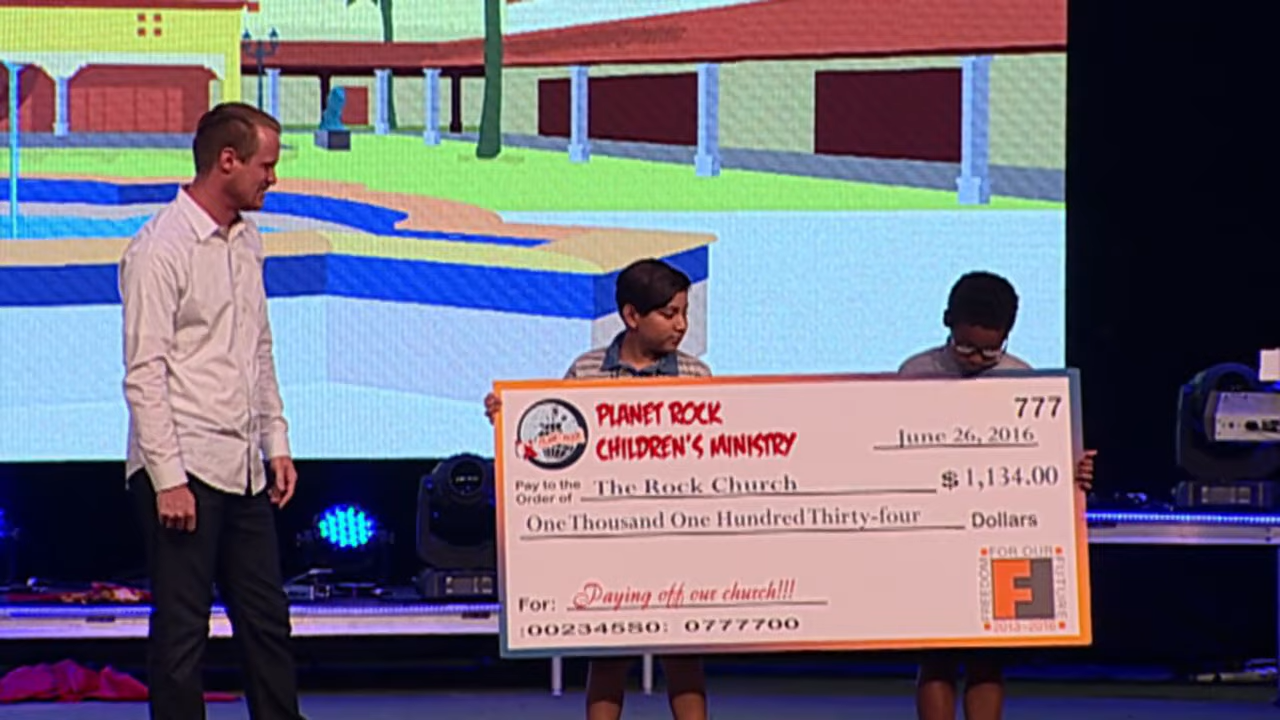 PLANET ROCK
CHILDREN'S MINISTRY
777
June 26, 2016
Pay to the
Order of The Rock Church $1,134.00
One Thousand One Hundred Thirty-four Dollars
For: Paying off our church!!!
:00234580: 0777700
FOR OUR
FREEDOM
F
FUTURE
2013-2016